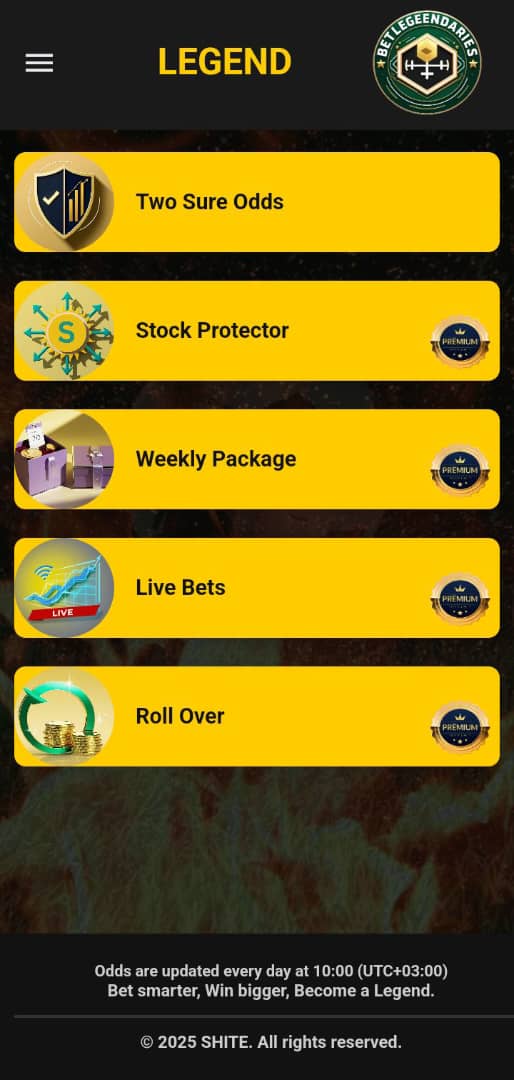 LEGEND
BETLEGEENDARIES
Two Sure Odds
S
Stock Protector
PREMIUM
Weekly Package
PREMIUM
LIVE
Live Bets
PREMIUM
Roll Over
PREMIUM
Odds are updated every day at 10:00 (UTC+03:00)
Bet smarter, Win bigger, Become a Legend.
© 2025 SHITE. All rights reserved.